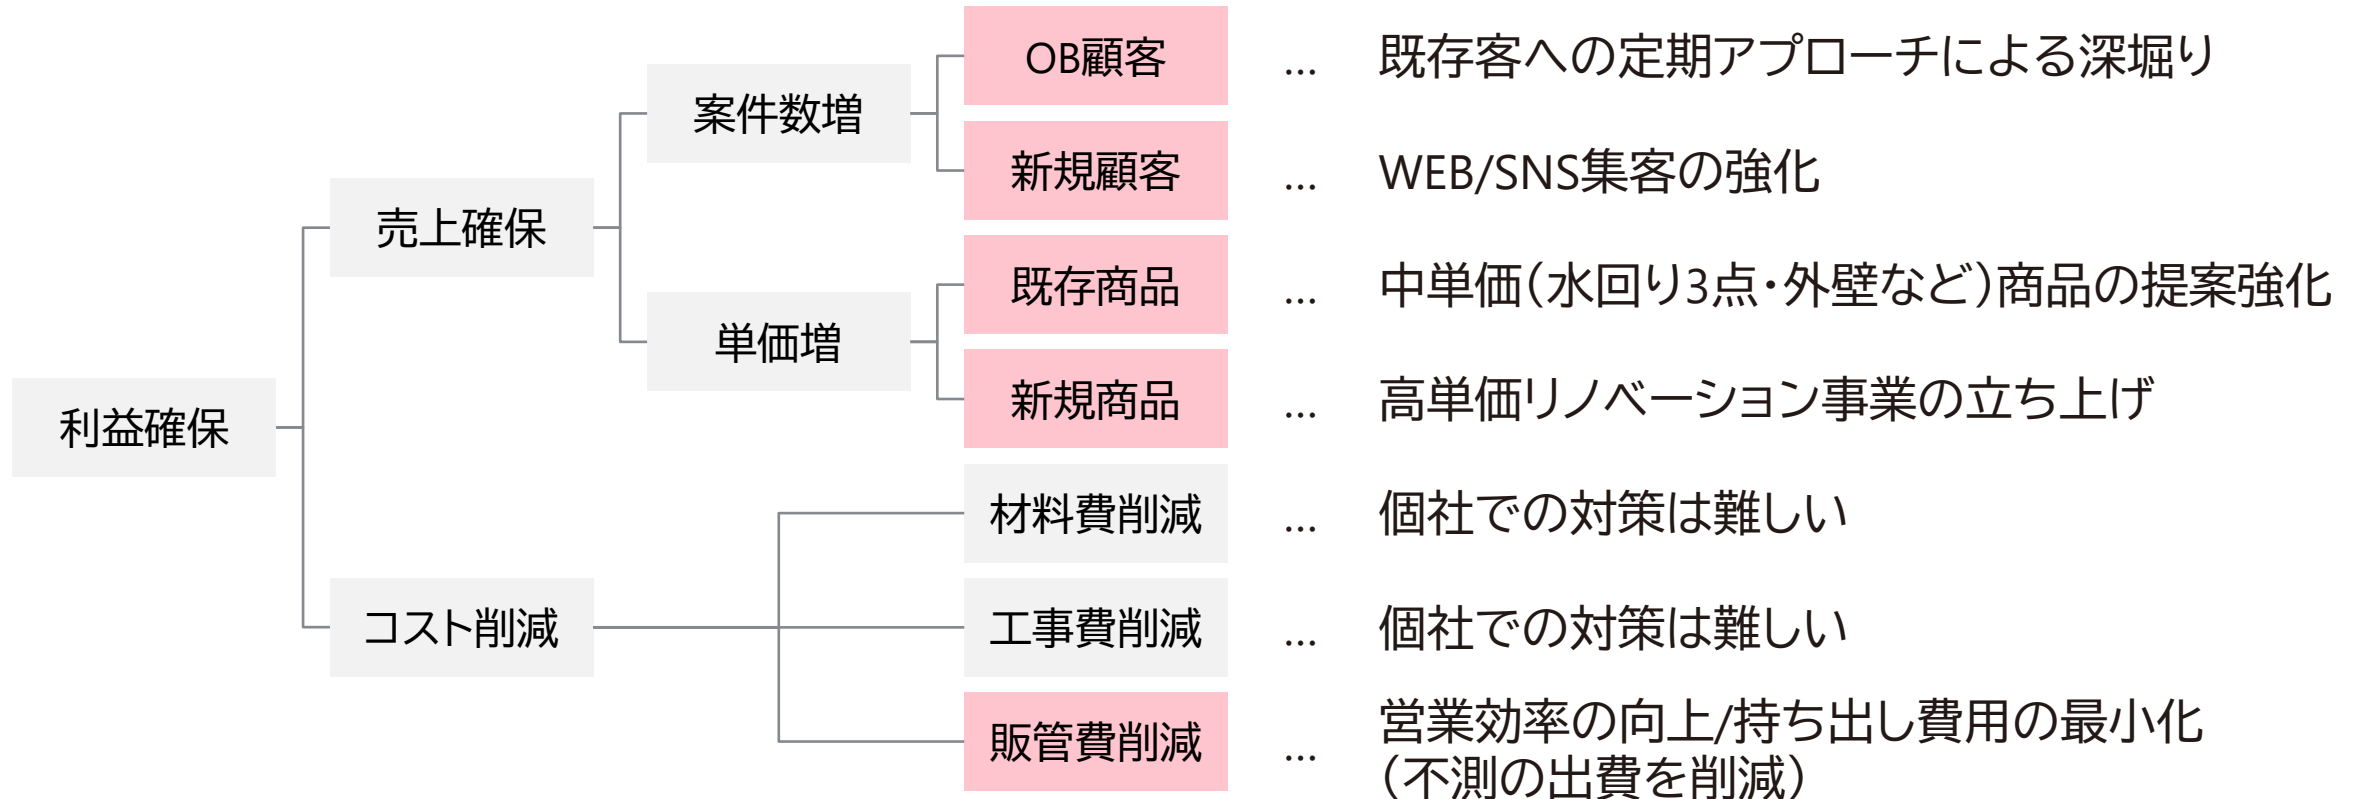 OB顧客 … 既存客への定期アプローチによる深堀り
案件数増
新規顧客 … WEB/SNS集客の強化
売上確保
既存商品 … 中単価（水回り3点・外壁など）商品の提案強化
単価増
新規商品 … 高単価リノベーション事業の立ち上げ
利益確保
材料費削減 … 個社での対策は難しい
コスト削減
工事費削減 … 個社での対策は難しい
販管費削減 … 営業効率の向上/持ち出し費用の最小化
（不測の出費を削減）